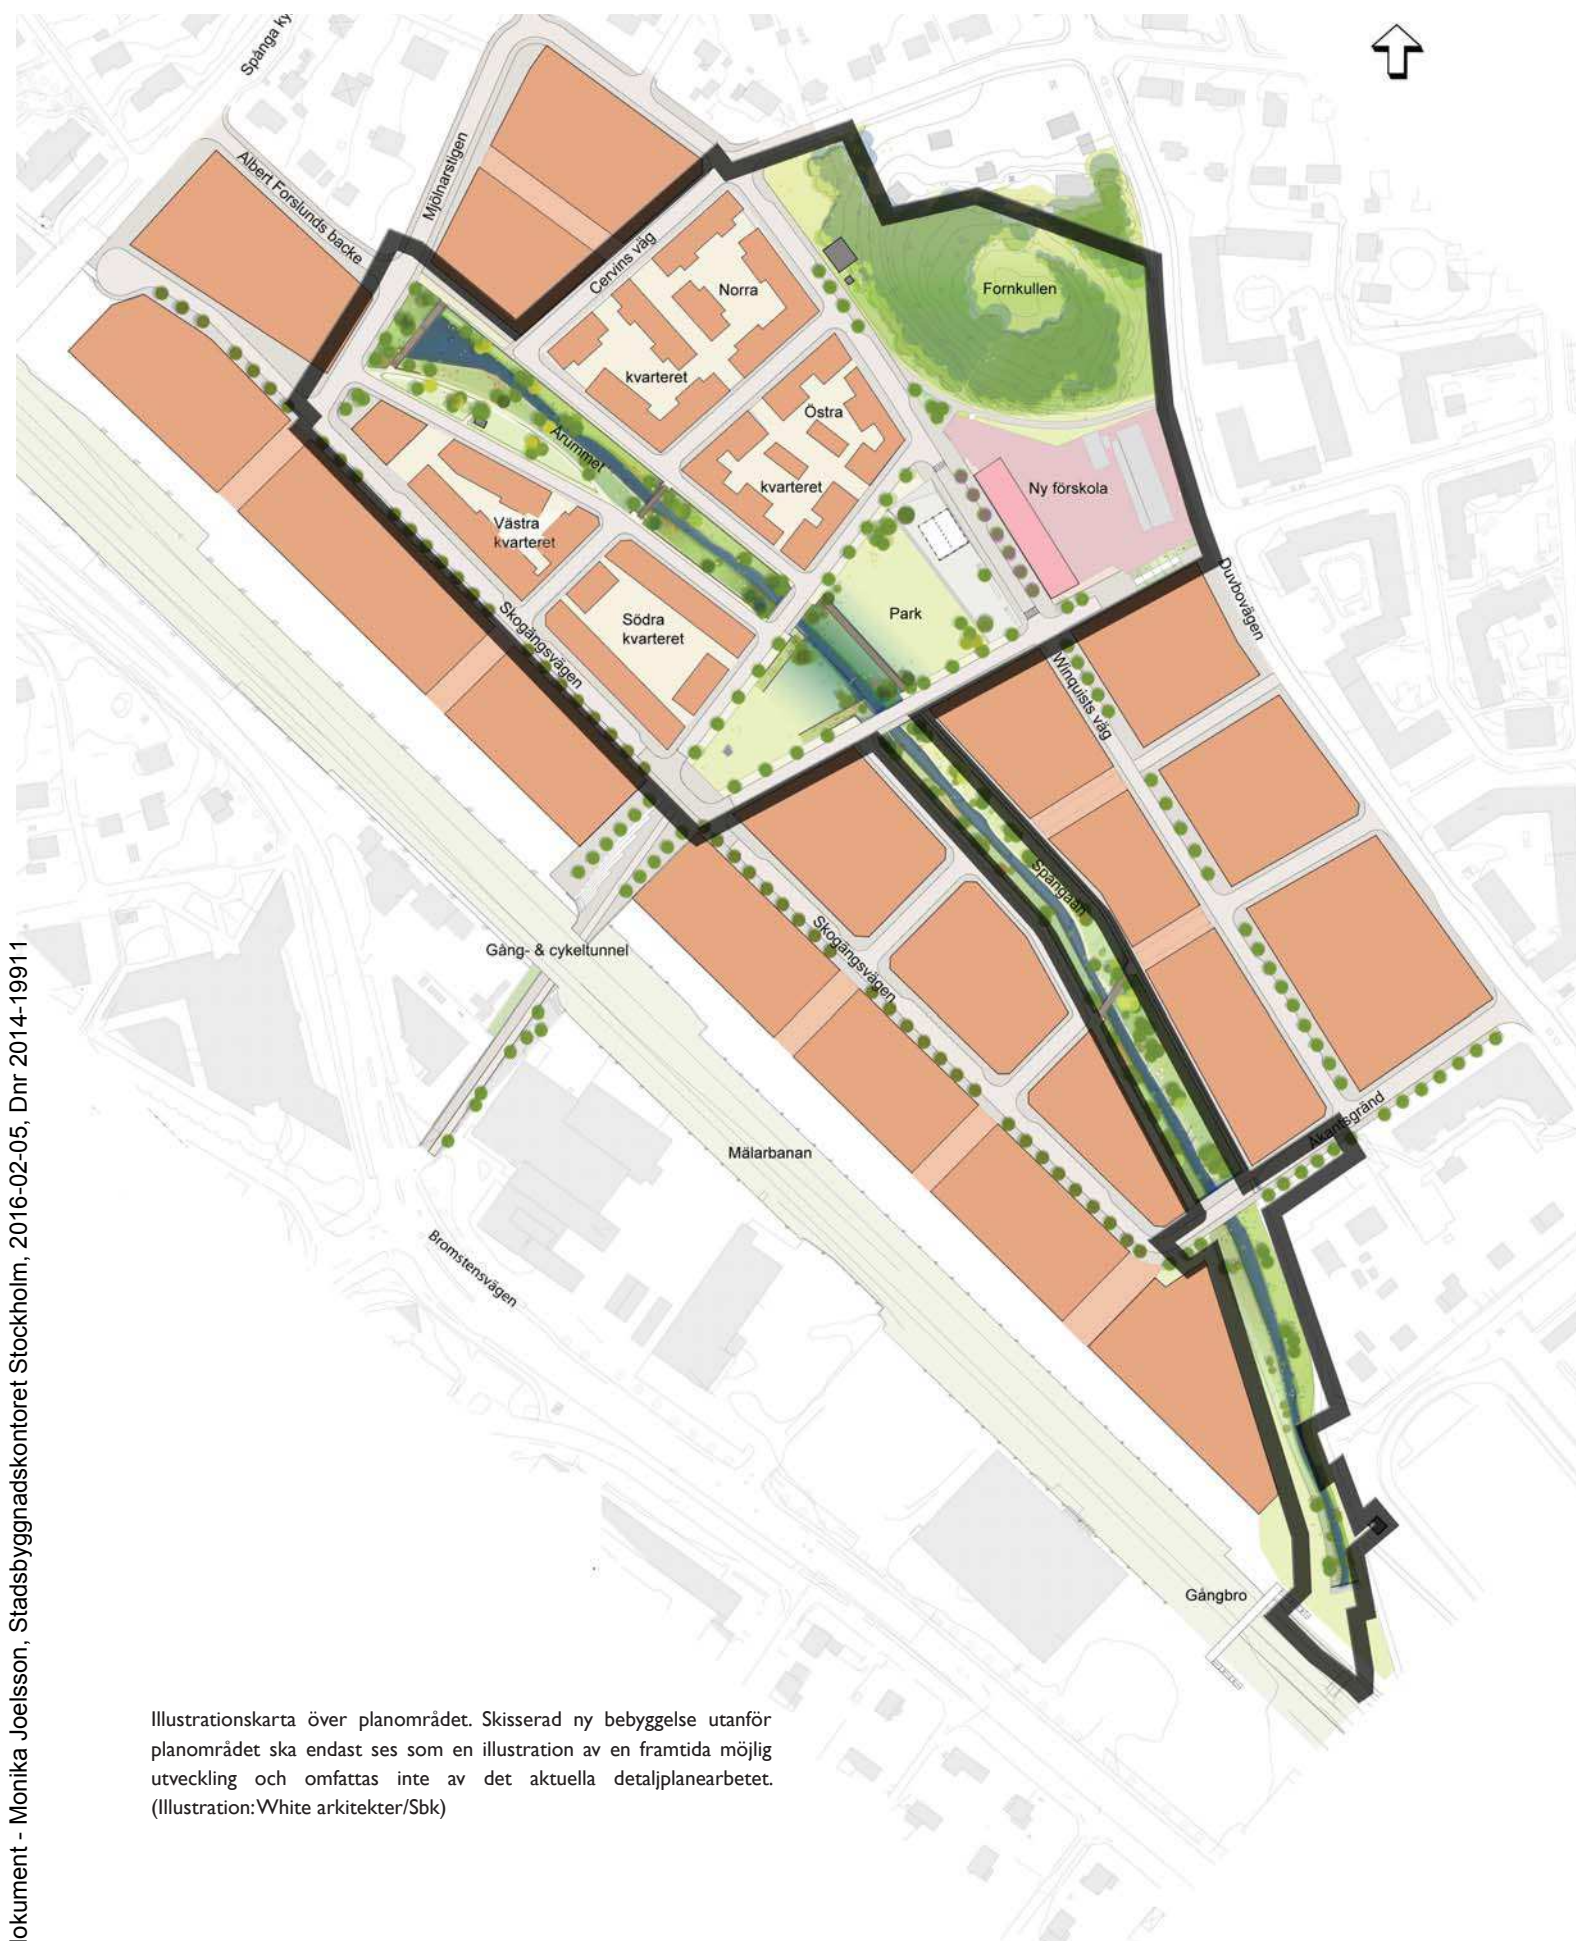 Spånga ky
Albert Forslunds backe
Mjölnarstigen
Cervins väg
Norra
kvarteret
Fornkullen
Östra
kvarteret
Årummet
Ny förskola
Västra
kvarteret
Södra
kvarteret
Park
Skogängsvägen
Duvbovägen
Winquists väg
Spångaån
Skogängsvägen
Gång- & cykeltunnel
Akantsgränd
Mälarbanan
Bromstensvägen
Gångbro
Illustrationskarta över planområdet. Skisserad ny bebyggelse utanför
planområdet ska endast ses som en illustration av en framtida möjlig
utveckling och omfattas inte av det aktuella detaljplanearbetet.
(Illustration: White arkitekter/Sbk)
okument - Monika Joelsson, Stadsbyggnadskontoret Stockholm, 2016-02-05, Dnr 2014-19911